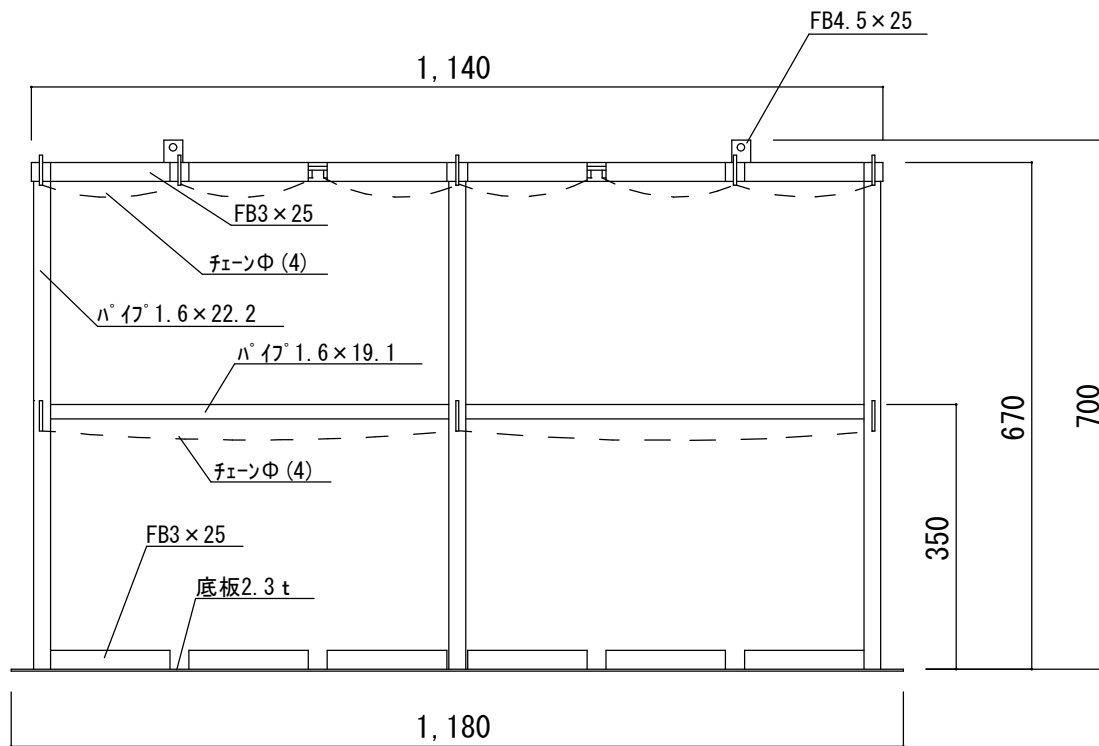 FB4.5×25
1,140
FB3×25
ﾁｪｰﾝΦ(4)
ﾊﾟｲﾌﾟ1.6×22.2
ﾊﾟｲﾌﾟ1.6×19.1
ﾁｪｰﾝΦ(4)
FB3×25
底板2.3ｔ
350
670
700
1,180